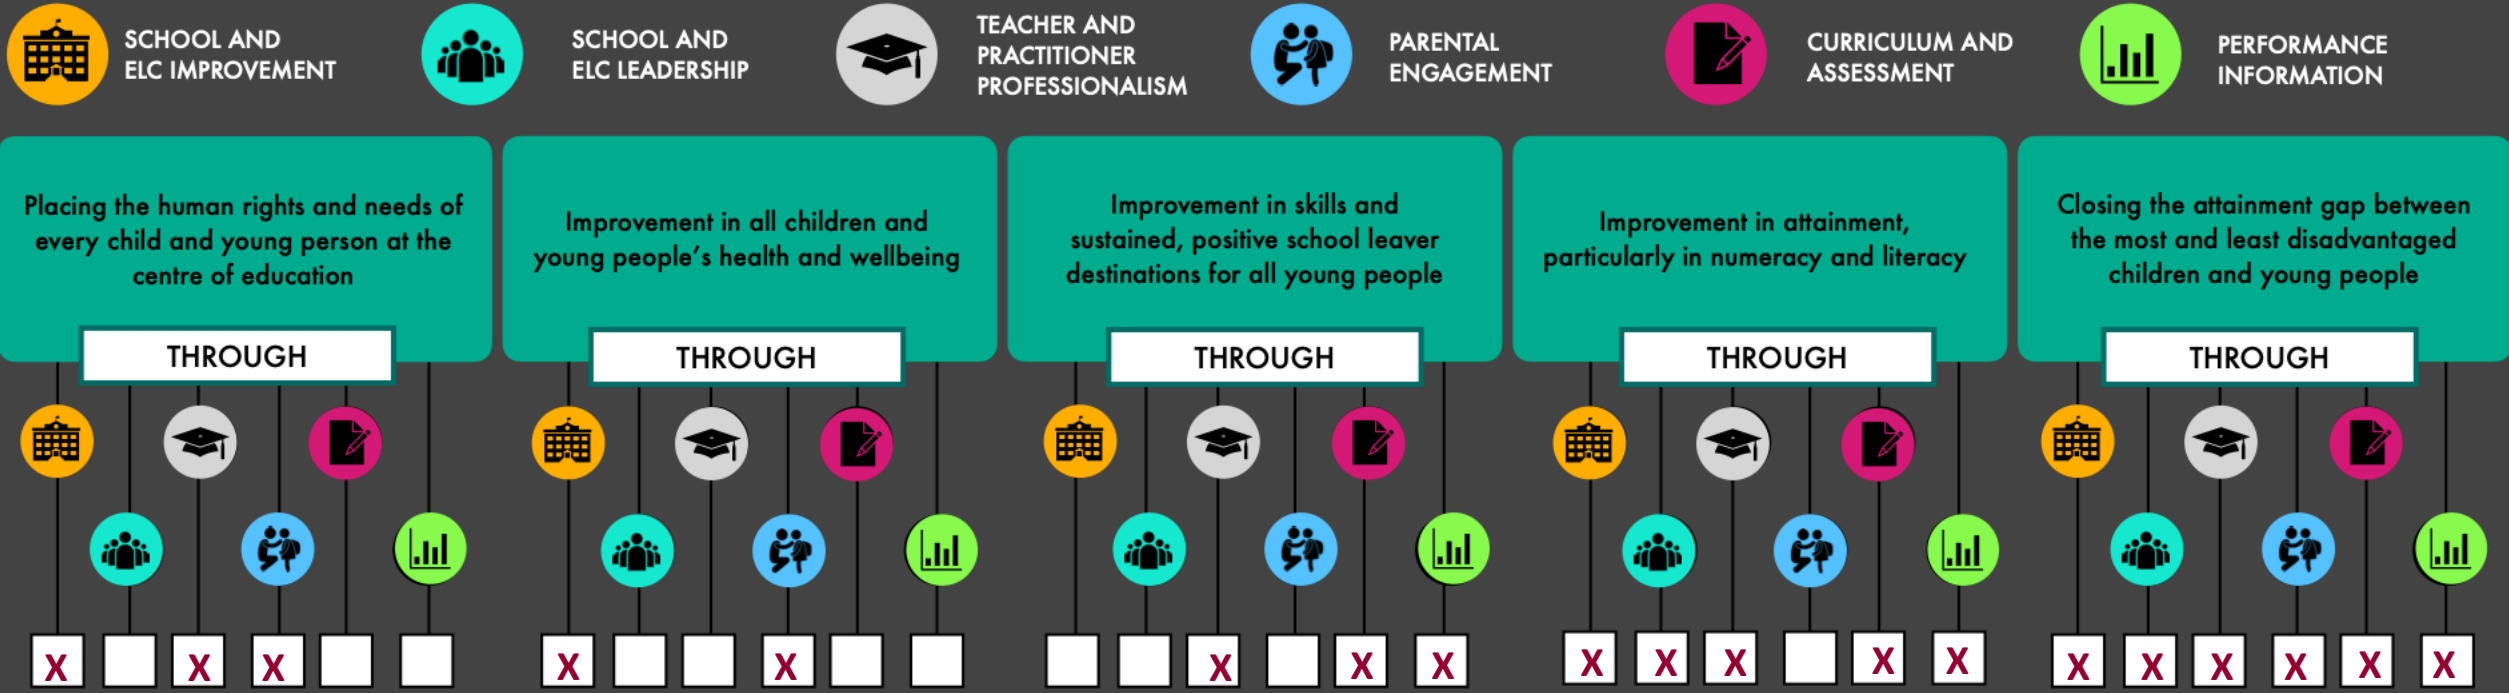 SCHOOL AND
ELC IMPROVEMENT
SCHOOL AND
ELC LEADERSHIP
TEACHER AND
PRACTITIONER
PROFESSIONALISM
PARENTAL
ENGAGEMENT
CURRICULUM AND
ASSESSMENT
PERFORMANCE
INFORMATION
Placing the human rights and needs of
every child and young person at the
centre of education
THROUGH
X X X
Improvement in all children and
young people's health and wellbeing
THROUGH
X X
Improvement in skills and
sustained, positive school leaver
destinations for all young people
THROUGH
X X X
Improvement in attainment,
particularly in numeracy and literacy
THROUGH
X X X X X
Closing the attainment gap between
the most and least disadvantaged
children and young people
THROUGH
X X X X X X